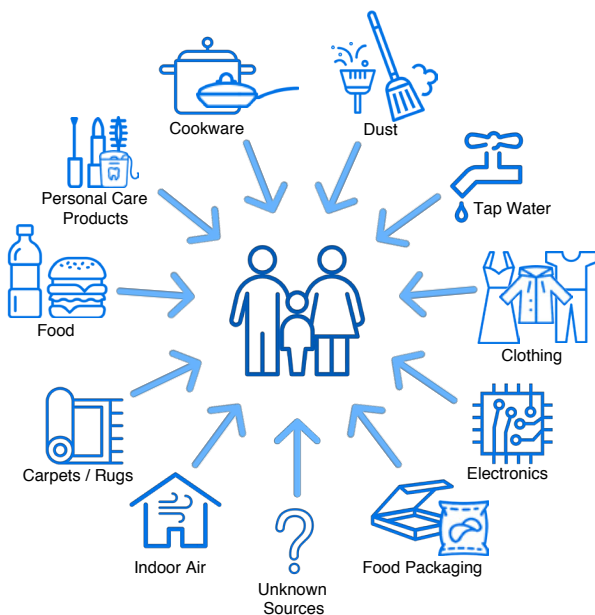 Cookware
Dust
Personal Care
Products
Tap Water
Food
Clothing
Carpets / Rugs
Electronics
Indoor Air
Food Packaging
Unknown
Sources